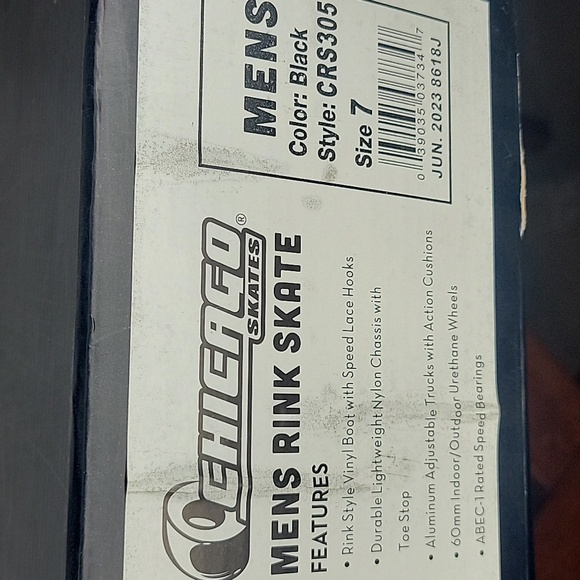 CHICAGO®
SKATES
MENS RINK SKATE
FEATURES
• Rink Style Vinyl Boot with Speed Lace Hooks
• Durable Lightweight Nylon Chassis with
Toe Stop
• Aluminum Adjustable Trucks with Action Cushions
• 60mm Indoor/Outdoor Urethane Wheels
• ABEC-1 Rated Speed Bearings
MENS
Color: Black
Style: CRS305
Size 7
0 39035 03734 7
JUN. 2023 8618J